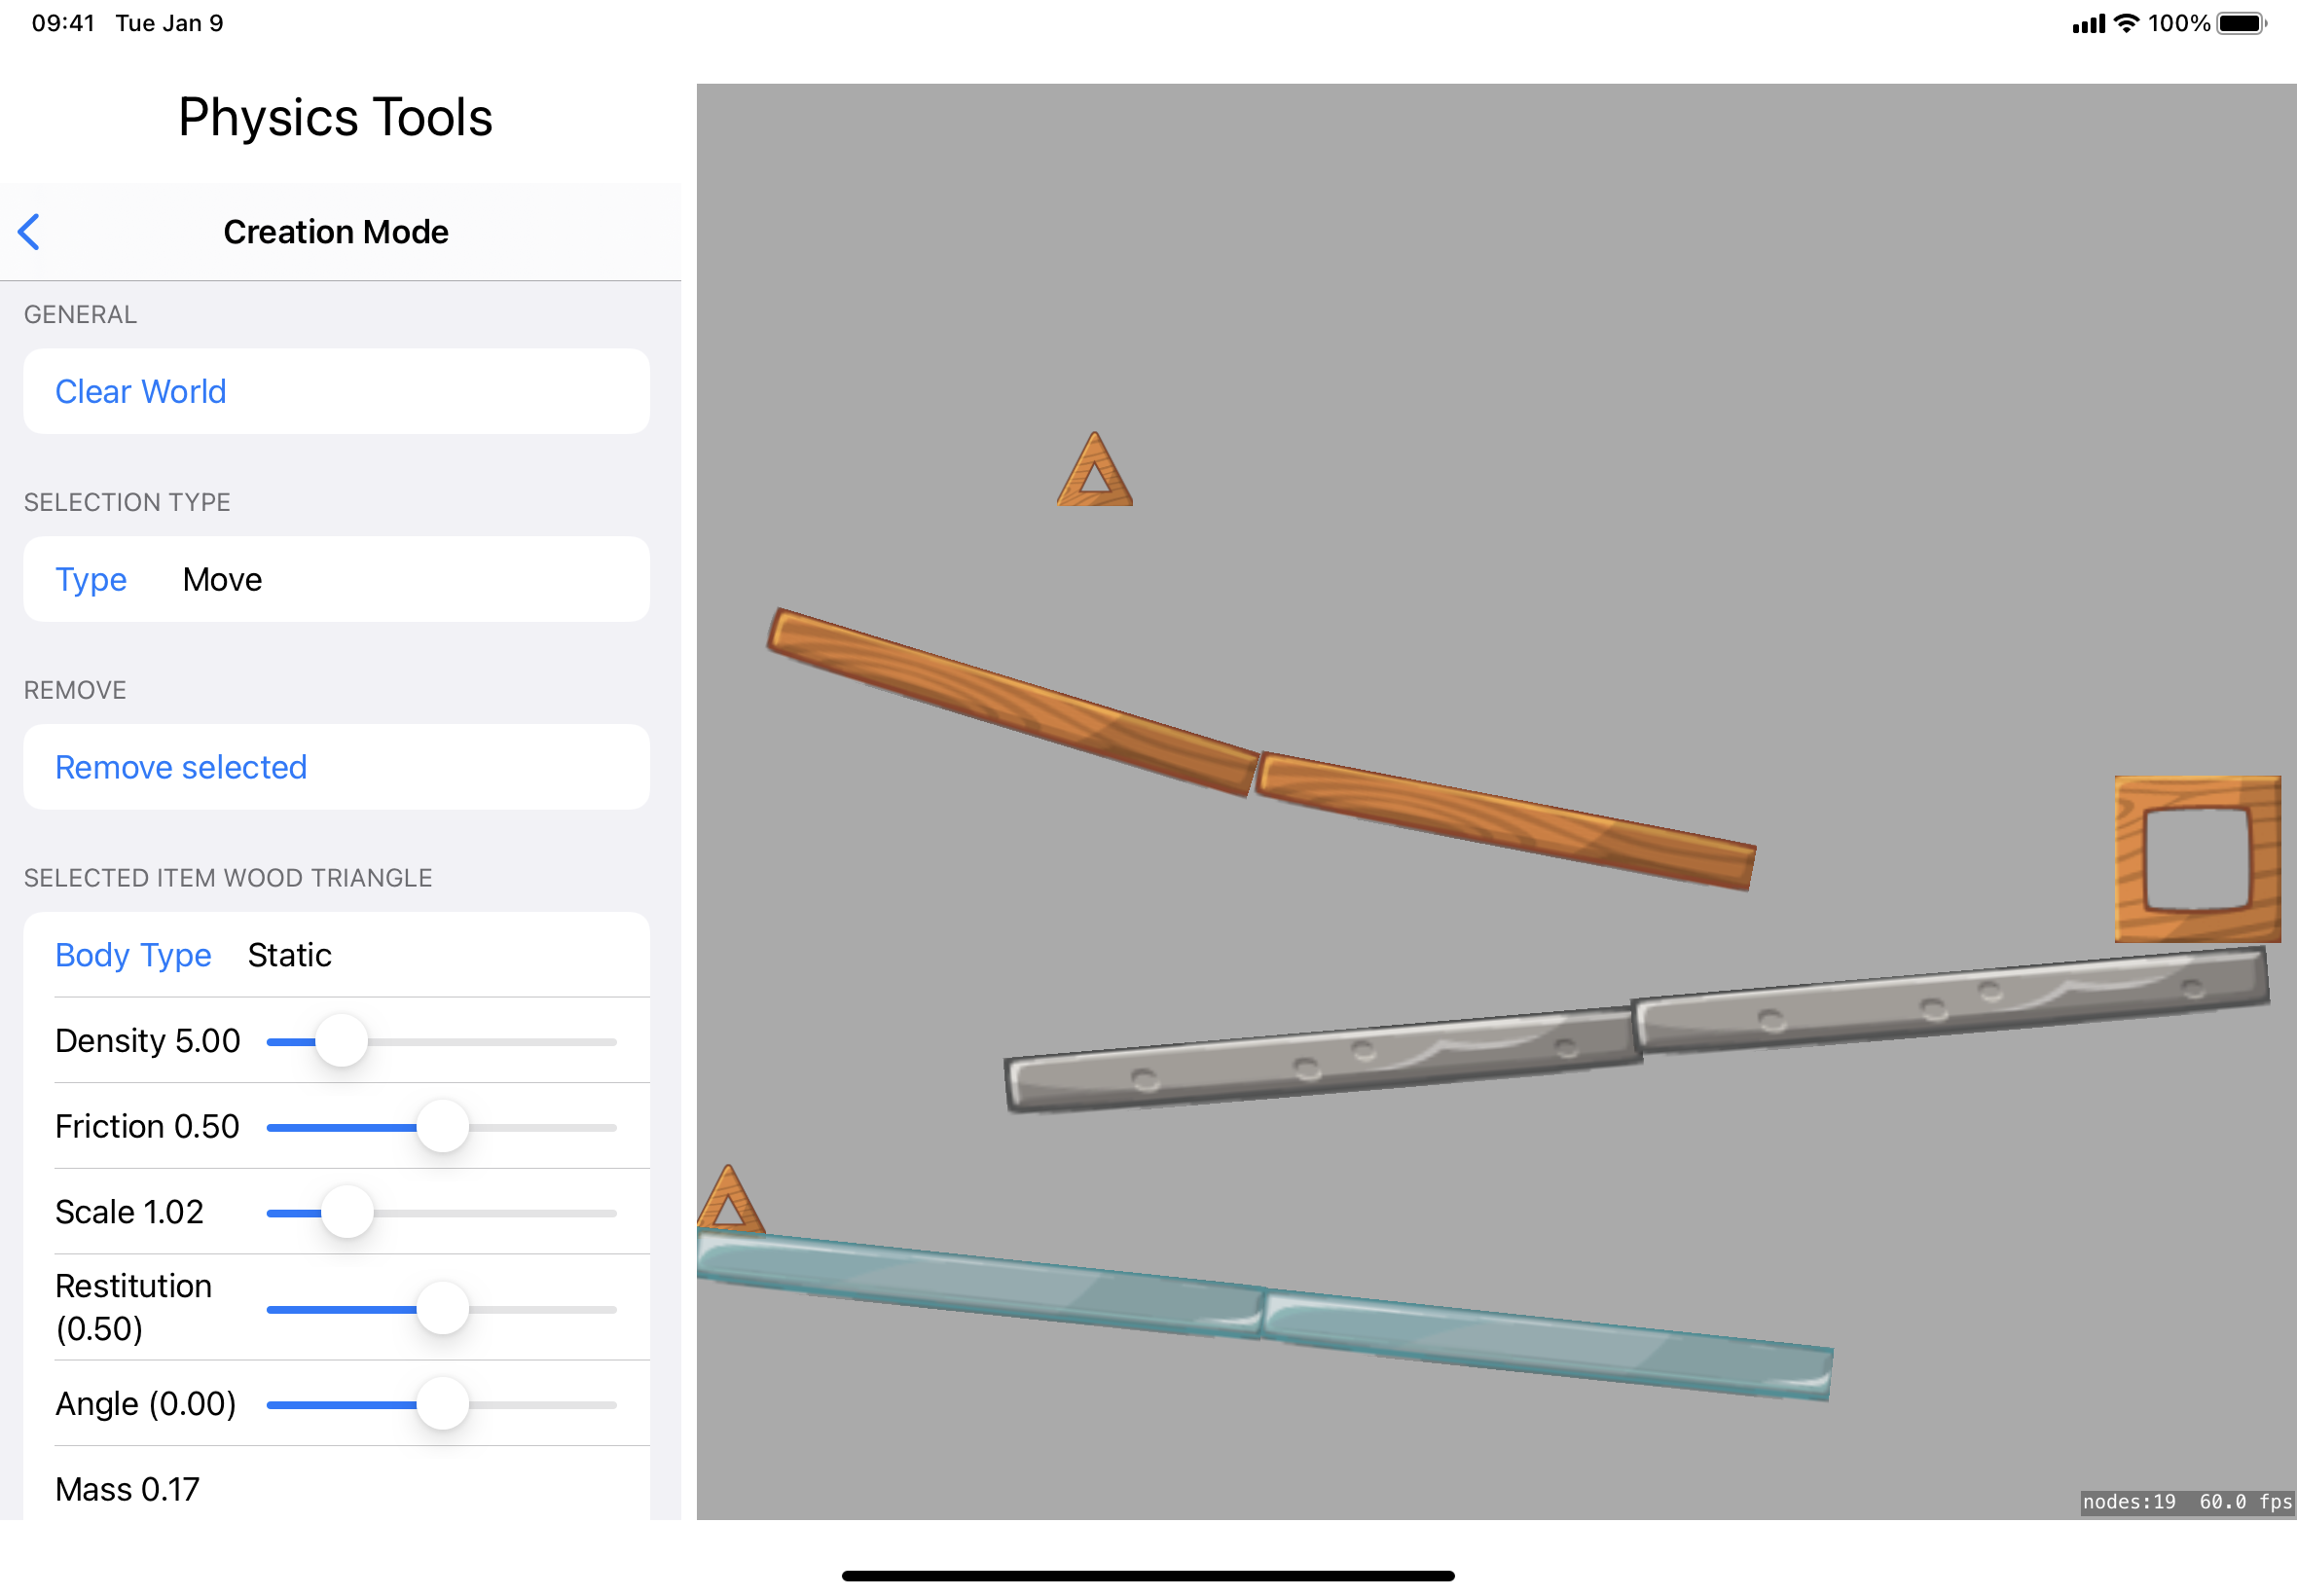 09:41 Tue Jan 9
100%
Physics Tools
Creation Mode
GENERAL
Clear World
SELECTION TYPE
Type Move
REMOVE
Remove selected
SELECTED ITEM WOOD TRIANGLE
Body Type Static
Density 5.00
Friction 0.50
Scale 1.02
Restitution
(0.50)
Angle (0.00)
Mass 0.17
nodes:19 60.0 fps